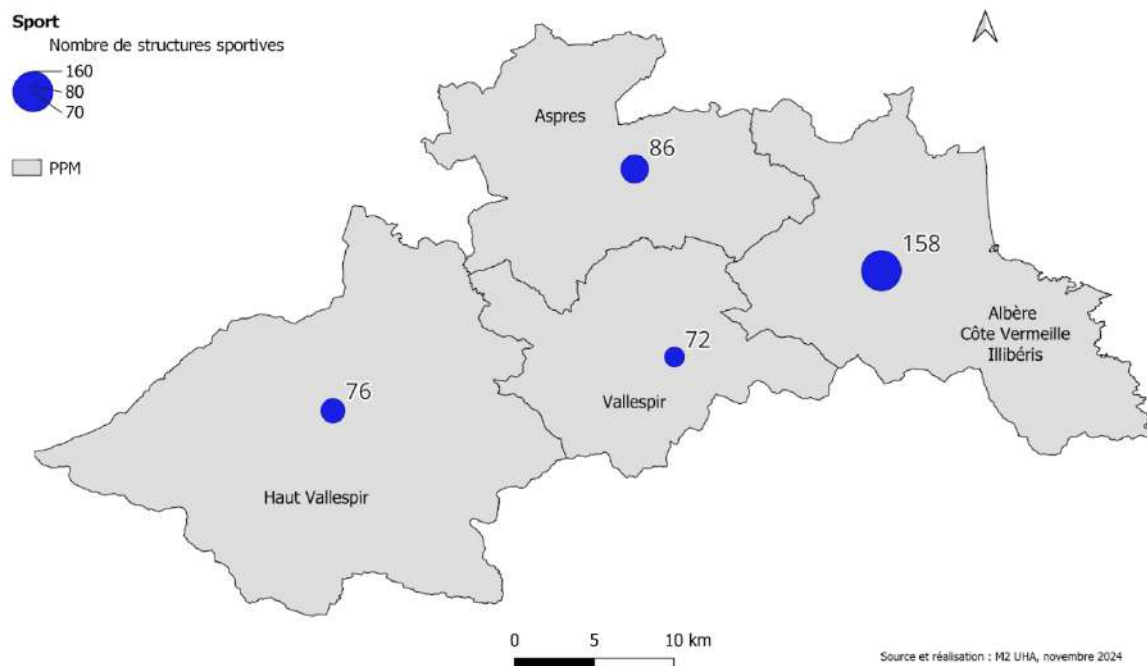 Sport
Nombre de structures sportives
160
80
70
PPM
Aspres
86
158
Albère
Côte Vermeille
Illibéris
72
Vallespir
76
Haut Vallespir
0 5 10 km
Source et réalisation : M2 UHA, novembre 2024